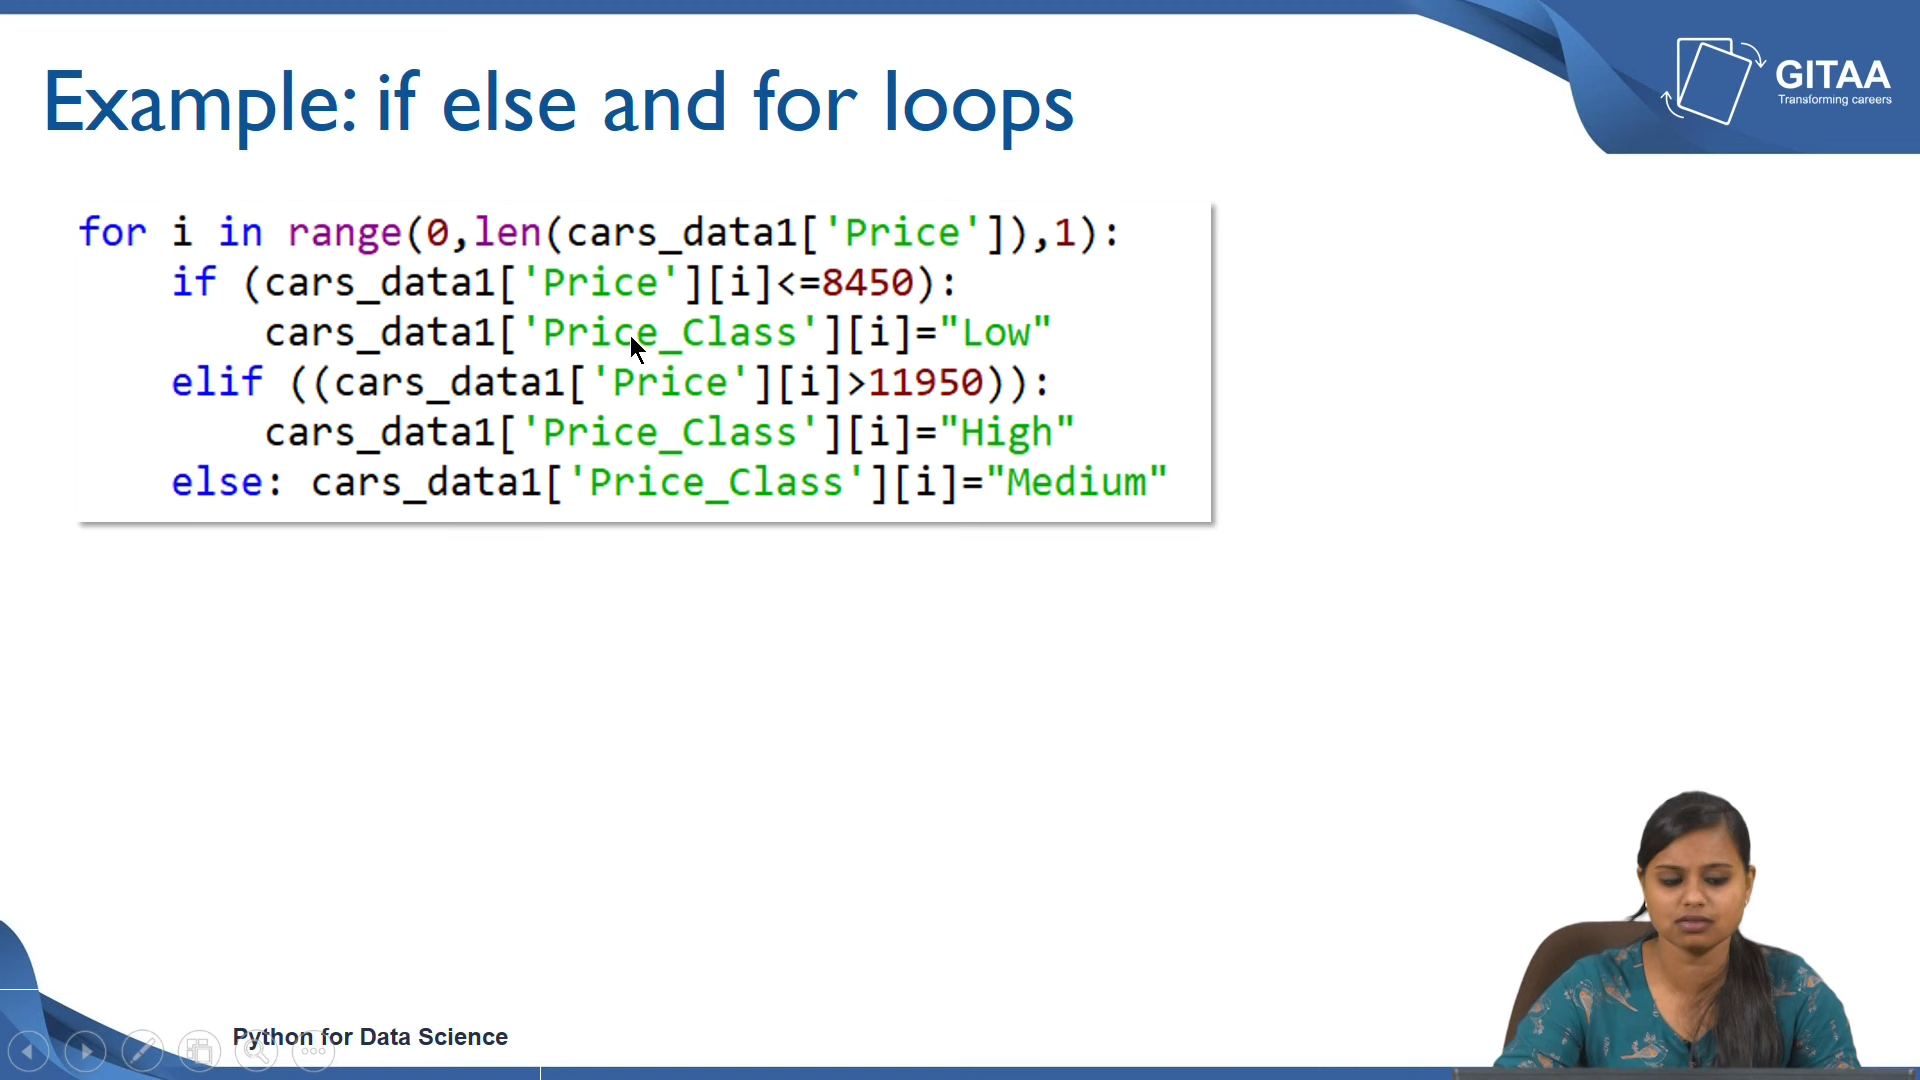 Example: if else and for loops
GITAA
Transforming careers
for i in range(0,len(cars_data1['Price']),1):
    if (cars_data1['Price'][i]<=8450):
        cars_data1['Price_Class'][i]="Low"
    elif ((cars_data1['Price'][i]>11950)):
        cars_data1['Price_Class'][i]="High"
    else: cars_data1['Price_Class'][i]="Medium"
Python for Data Science